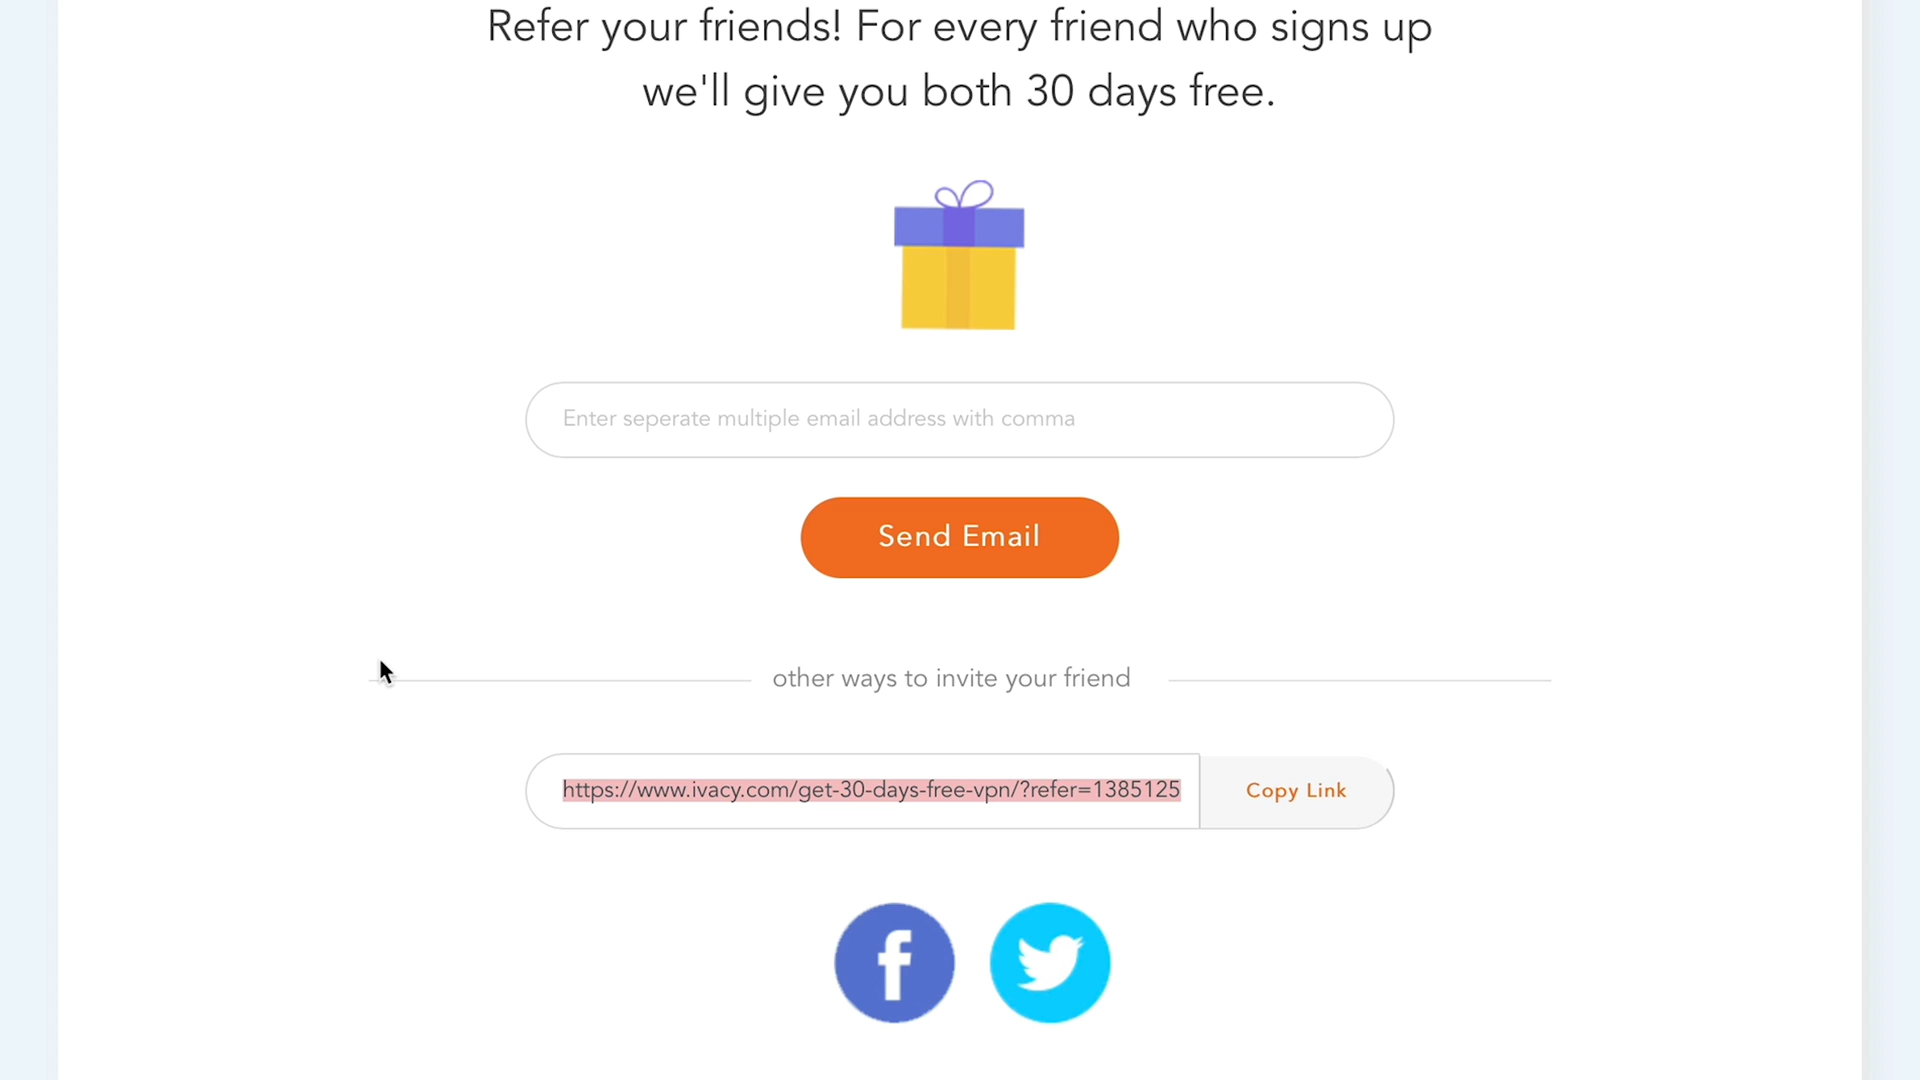 Refer your friends! For every friend who signs up
we'll give you both 30 days free.
Enter seperate multiple email address with comma
Send Email
other ways to invite your friend
https://www.ivacy.com/get-30-days-free-vpn/?refer=1385125
Copy Link